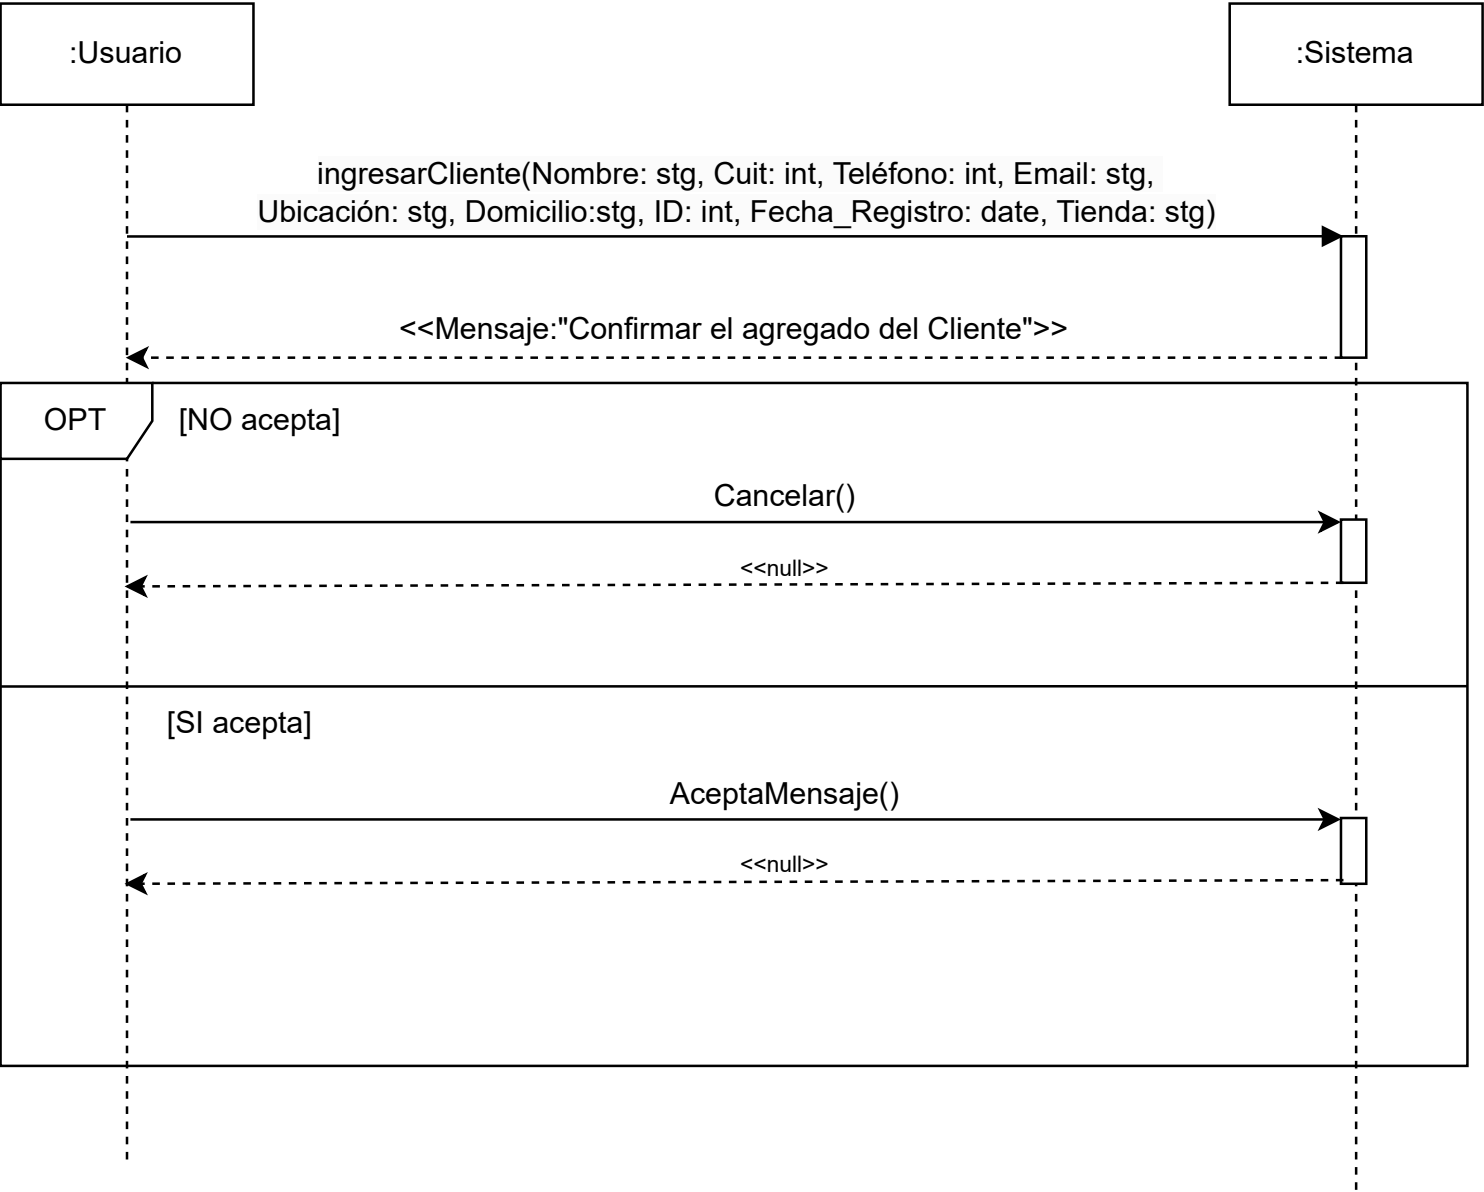 :Usuario
:Sistema
ingresarCliente(Nombre: stg, Cuit: int, Teléfono: int, Email: stg,
Ubicación: stg, Domicilio:stg, ID: int, Fecha_Registro: date, Tienda: stg)
<<Mensaje:"Confirmar el agregado del Cliente">>
OPT
[NO acepta]
Cancelar()
<<null>>
[SI acepta]
AceptaMensaje()
<<null>>